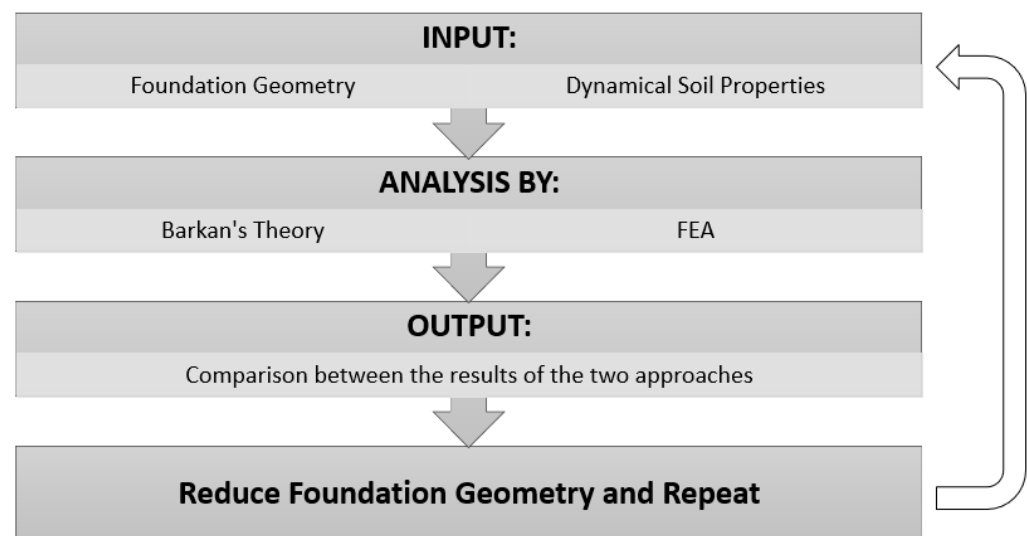 INPUT:
Foundation Geometry
Dynamical Soil Properties
ANALYSIS BY:
Barkan's Theory
FEA
OUTPUT:
Comparison between the results of the two approaches
Reduce Foundation Geometry and Repeat